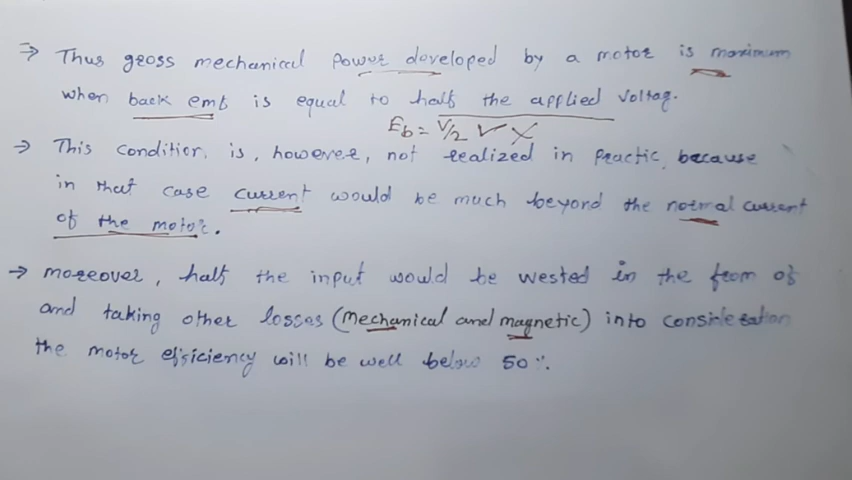 ⇒ Thus gross mechanical power developed by a motor is maximum
when back emf is equal to half the applied voltag.
Eb = V/2 ✓ ✗
→ This condition is, however, not realized in practic, because
in that case current would be much beyond the normal current
of the motor.
→ moreover, half the input would be wested in the from of
and taking other losses (mechanical and magnetic) into consideration
the motor efficiency will be well below 50 %.